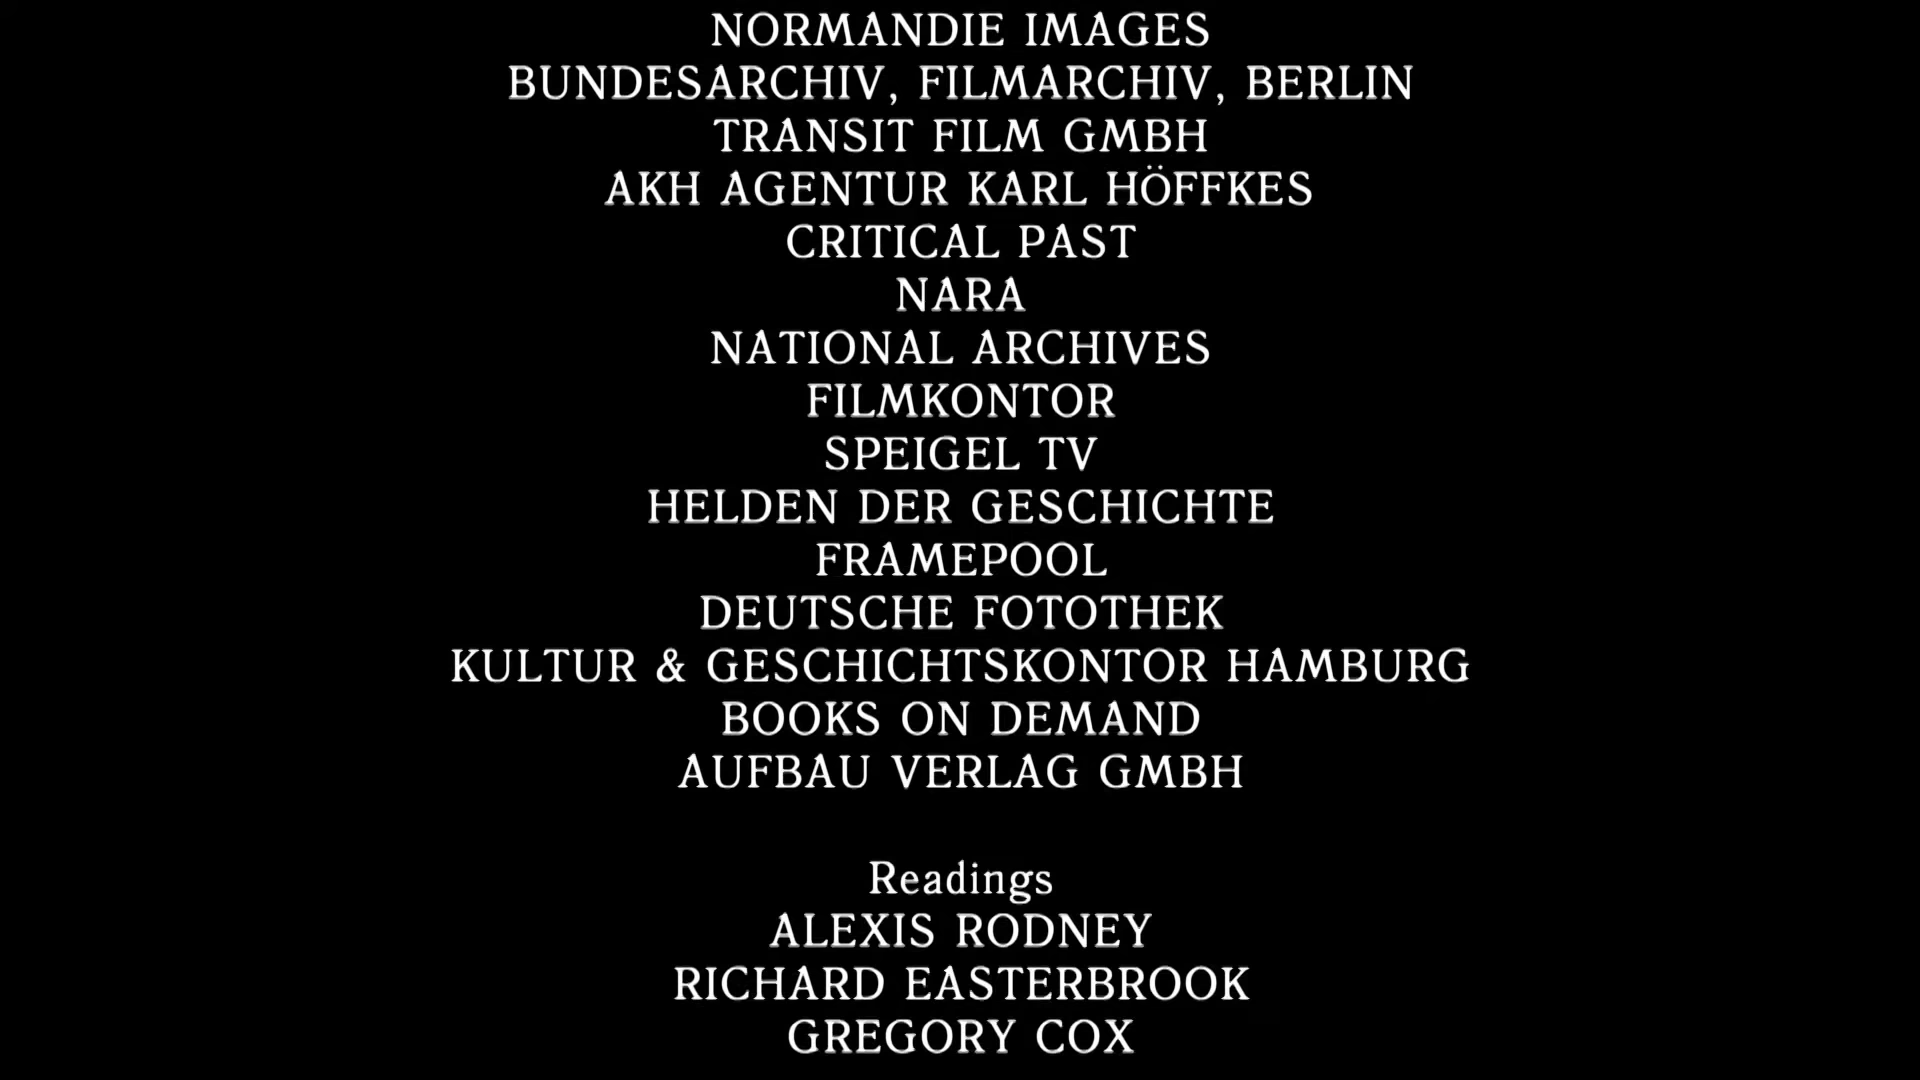 NORMANDIE IMAGES
BUNDESARCHIV, FILMARCHIV, BERLIN
TRANSIT FILM GMBH
AKH AGENTUR KARL HÖFFKES
CRITICAL PAST
NARA
NATIONAL ARCHIVES
FILMKONTOR
SPEIGEL TV
HELDEN DER GESCHICHTE
FRAMEPOOL
DEUTSCHE FOTOTHEK
KULTUR & GESCHICHTSKONTOR HAMBURG
BOOKS ON DEMAND
AUFBAU VERLAG GMBH
Readings
ALEXIS RODNEY
RICHARD EASTERBROOK
GREGORY COX